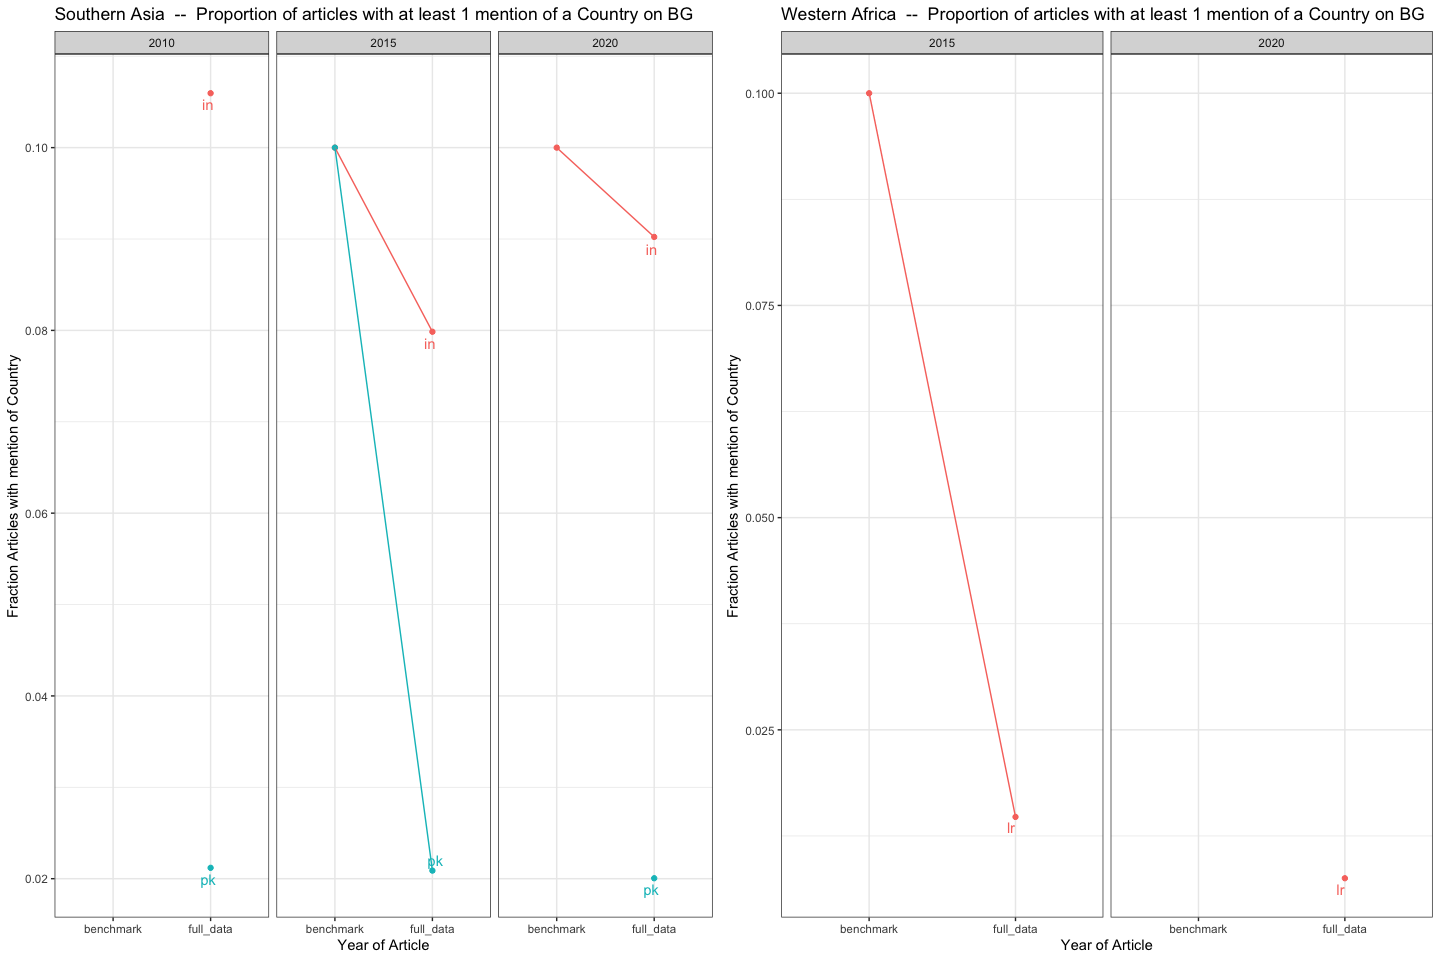 Southern Asia -- Proportion of articles with at least 1 mention of a Country on BG
2010
2015
2020
Fraction Articles with mention of Country
0.10
0.08
0.06
0.04
0.02
in
pk
in
pk
in
pk
benchmark
full_data
benchmark
full_data
benchmark
full_data
Year of Article
Western Africa -- Proportion of articles with at least 1 mention of a Country on BG
2015
2020
Fraction Articles with mention of Country
0.100
0.075
0.050
0.025
lr
lr
benchmark
full_data
benchmark
full_data
Year of Article